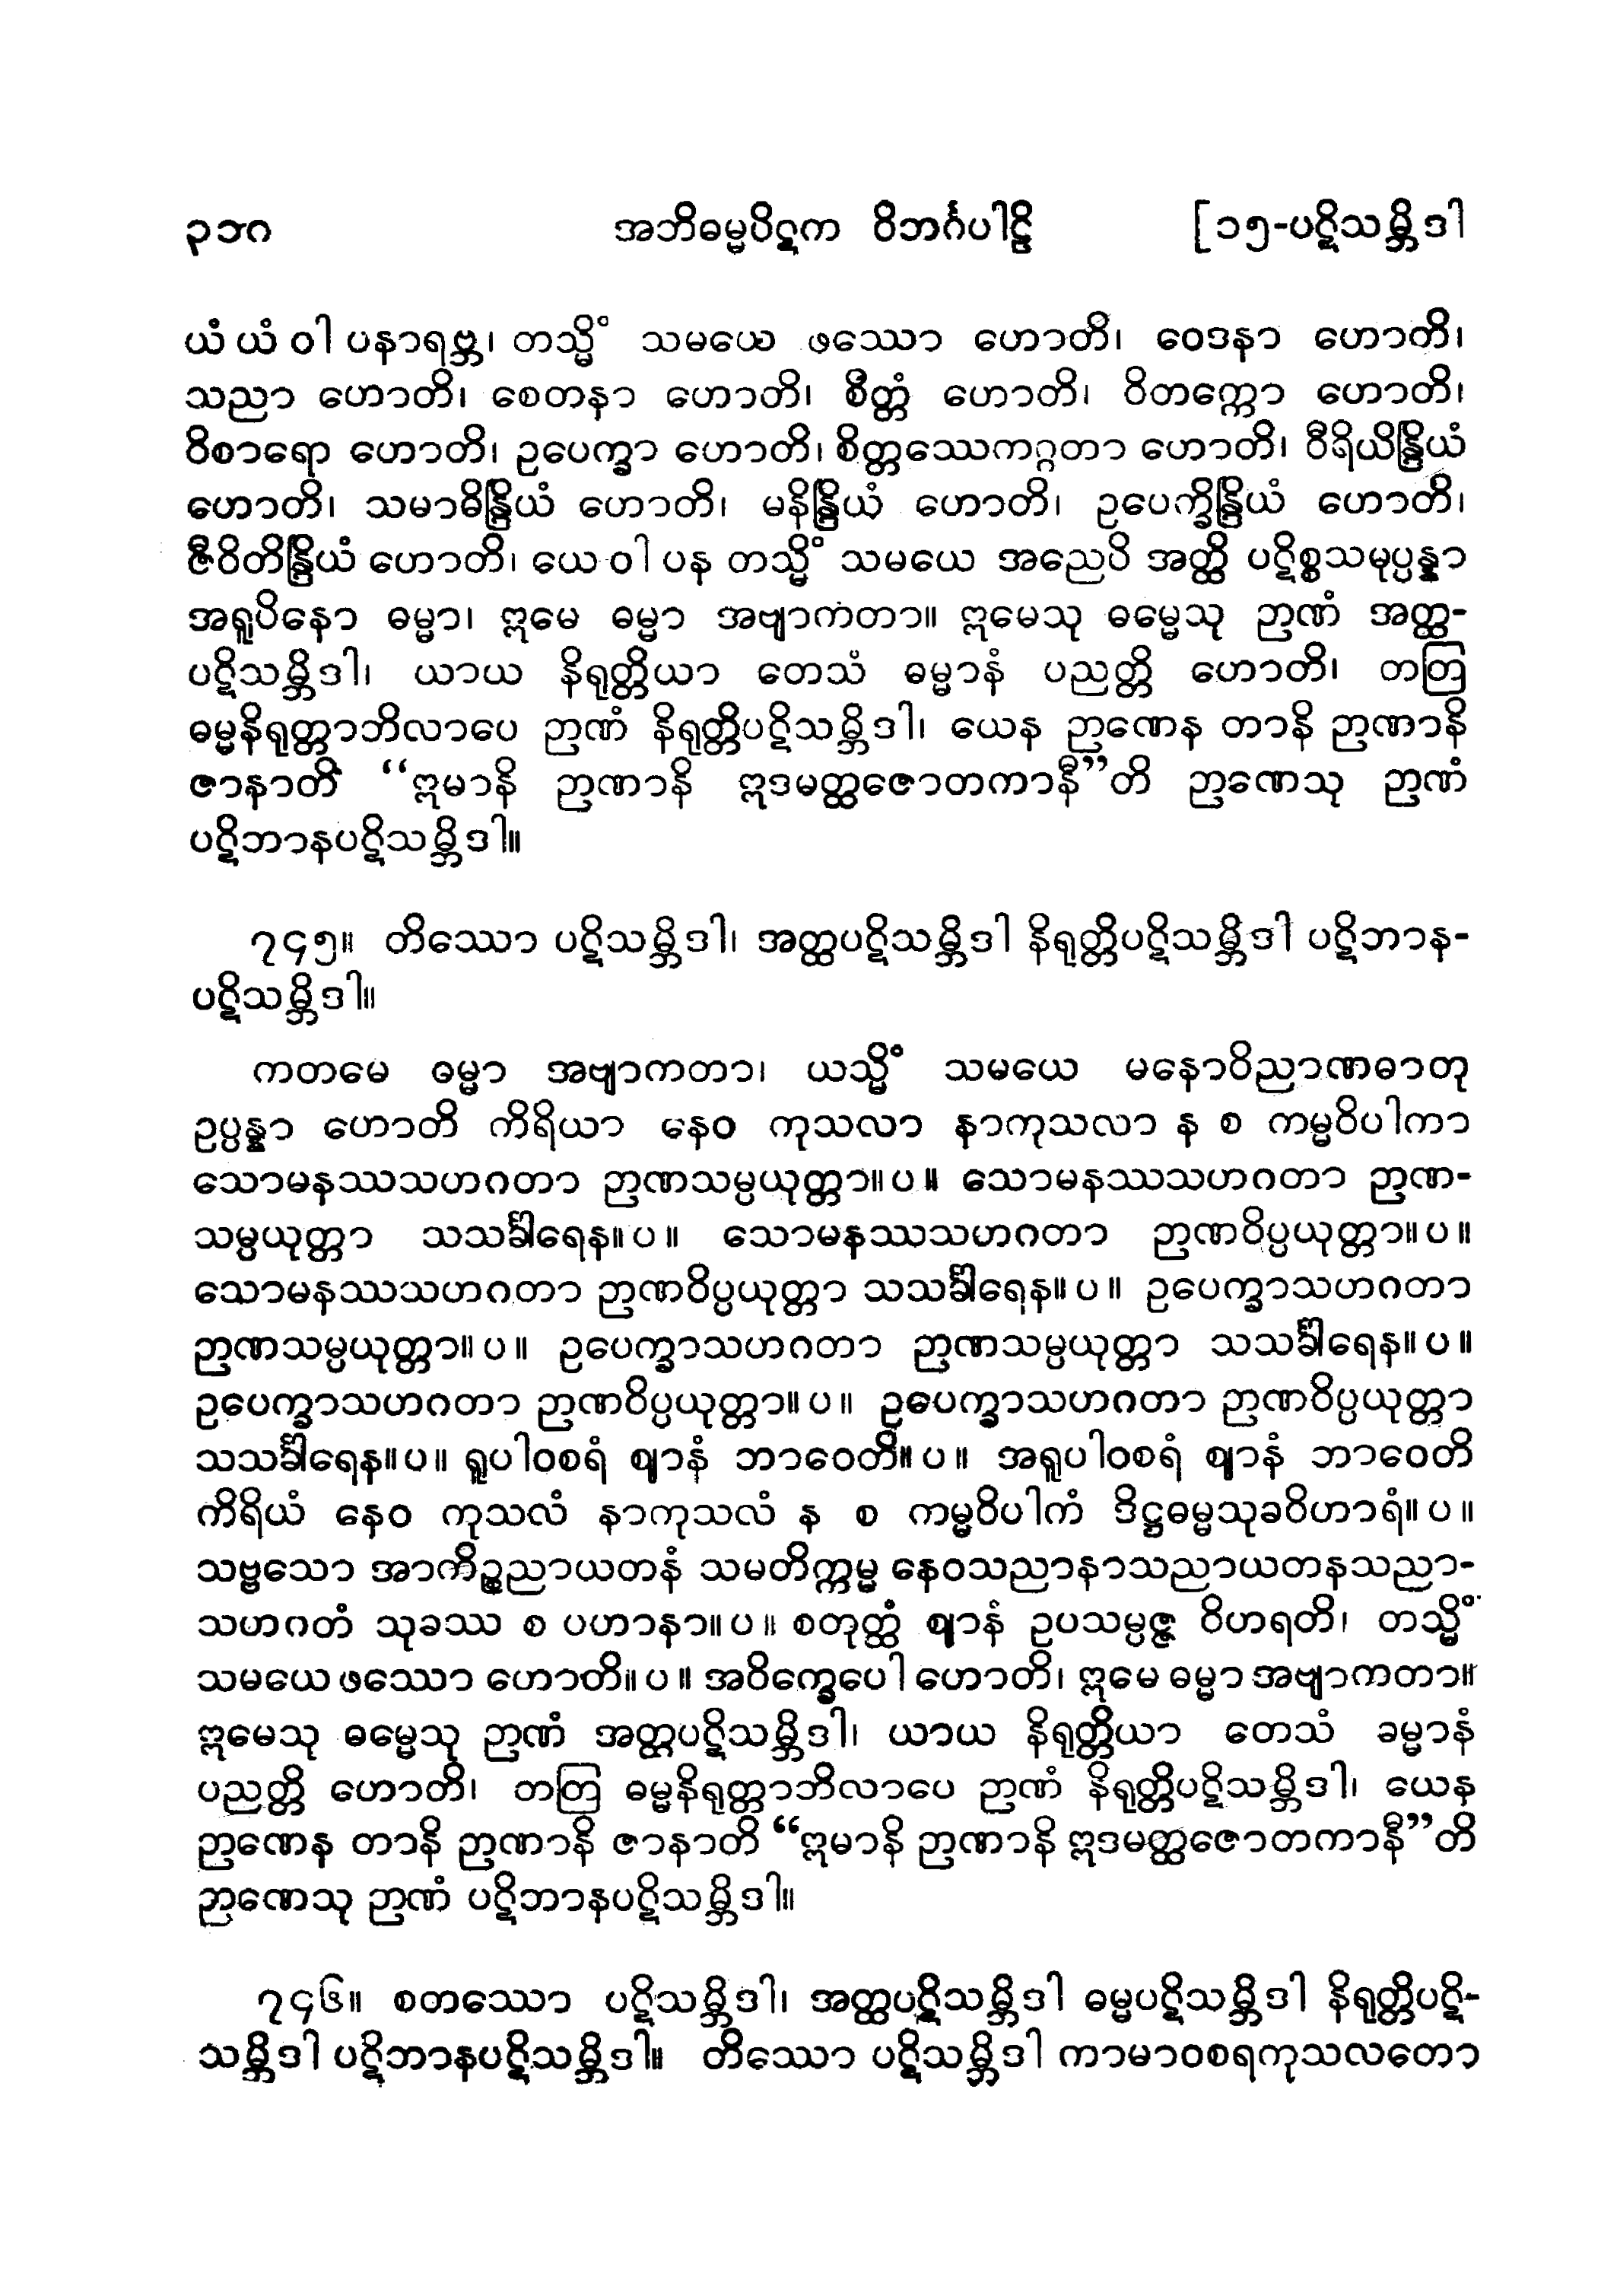 ၃၁၈ အဘိဓမ္မပိဋက ဝိဘင်္ဂပါဠိ [၁၅-ပဋိသမ္ဘိဒါ
ယံ ယံ ဝါ ပနာရဗ္ဘ၊ တသ္မိံ သမယေ ဖဿော ဟောတိ၊ ဝေဒနာ ဟောတိ၊
သညာ ဟောတိ၊ စေတနာ ဟောတိ၊ စိတ္တံ ဟောတိ၊ ဝိတက္ကော ဟောတိ၊
ဝိစာရော ဟောတိ၊ ဥပေက္ခာ ဟောတိ၊ စိတ္တဿေကဂ္ဂတာ ဟောတိ၊ ဝီရိယိန္ဒြိယံ
ဟောတိ၊ သမာဓိန္ဒြိယံ ဟောတိ၊ မနိန္ဒြိယံ ဟောတိ၊ ဥပေက္ခိန္ဒြိယံ ဟောတိ၊
ဇီဝိတိန္ဒြိယံ ဟောတိ၊ ယေ ဝါ ပန တသ္မိံ သမယေ အညေပိ အတ္ထိ ပဋိစ္စသမုပ္ပန္နာ
အရူပိနော ဓမ္မာ၊ ဣမေ ဓမ္မာ အဗျာကတာ။ ဣမေသု ဓမ္မေသု ဉာဏံ အတ္ထ-
ပဋိသမ္ဘိဒါ၊ ယာယ နိရုတ္တိယာ တေသံ ဓမ္မာနံ ပညတ္တိ ဟောတိ၊ တတြ
ဓမ္မနိရုတ္တာဘိလာပေ ဉာဏံ နိရုတ္တိပဋိသမ္ဘိဒါ၊ ယေန ဉာဏေန တာနိ ဉာဏာနိ
ဇာနာတိ “ဣမာနိ ဉာဏာနိ ဣဒမတ္ထဇောတကာနီ”တိ ဉာဏေသု ဉာဏံ
ပဋိဘာနပဋိသမ္ဘိဒါ။
၇၄၅။ တိဿော ပဋိသမ္ဘိဒါ၊ အတ္ထပဋိသမ္ဘိဒါ နိရုတ္တိပဋိသမ္ဘိဒါ ပဋိဘာန-
ပဋိသမ္ဘိဒါ။
ကတမေ ဓမ္မာ အဗျာကတာ၊ ယသ္မိံ သမယေ မနောဝိညာဏဓာတု
ဥပ္ပန္နာ ဟောတိ ကိရိယာ နေဝ ကုသလာ နာကုသလာ န စ ကမ္မဝိပါကာ
သောမနဿသဟဂတာ ဉာဏသမ္ပယုတ္တာ။ ပ ။ သောမနဿသဟဂတာ ဉာဏ-
သမ္ပယုတ္တာ သသင်္ခါရေန။ ပ ။ သောမနဿသဟဂတာ ဉာဏဝိပ္ပယုတ္တာ။ ပ ။
သောမနဿသဟဂတာ ဉာဏဝိပ္ပယုတ္တာ သသင်္ခါရေန။ ပ ။ ဥပေက္ခာသဟဂတာ
ဉာဏသမ္ပယုတ္တာ။ ပ ။ ဥပေက္ခာသဟဂတာ ဉာဏသမ္ပယုတ္တာ သသင်္ခါရေန။ ပ ။
ဥပေက္ခာသဟဂတာ ဉာဏဝိပ္ပယုတ္တာ။ ပ ။ ဥပေက္ခာသဟဂတာ ဉာဏဝိပ္ပယုတ္တာ
သသင်္ခါရေန။ ပ ။ ရူပါဝစရံ ဈာနံ ဘာဝေတိ။ ပ ။ အရူပါဝစရံ ဈာနံ ဘာဝေတိ
ကိရိယံ နေဝ ကုသလံ နာကုသလံ န စ ကမ္မဝိပါကံ ဒိဋ္ဌဓမ္မသုခဝိဟာရံ။ ပ ။
သဗ္ဗသော အာကိဉ္စညာယတနံ သမတိက္ကမ္မ နေဝသညာနာသညာယတနသညာ-
သဟဂတံ သုခဿ စ ပဟာနာ။ ပ ။ စတုတ္ထံ ဈာနံ ဥပသမ္ပဇ္ဇ ဝိဟရတိ၊ တသ္မိံ
သမယေ ဖဿော ဟောတိ။ ပ ။ အဝိက္ခေပေါ ဟောတိ၊ ဣမေ ဓမ္မာ အဗျာကတာ။
ဣမေသု ဓမ္မေသု ဉာဏံ အတ္ထပဋိသမ္ဘိဒါ၊ ယာယ နိရုတ္တိယာ တေသံ ဓမ္မာနံ
ပညတ္တိ ဟောတိ၊ တတြ ဓမ္မနိရုတ္တာဘိလာပေ ဉာဏံ နိရုတ္တိပဋိသမ္ဘိဒါ၊ ယေန
ဉာဏေန တာနိ ဉာဏာနိ ဇာနာတိ “ဣမာနိ ဉာဏာနိ ဣဒမတ္ထဇောတကာနီ”တိ
ဉာဏေသု ဉာဏံ ပဋိဘာနပဋိသမ္ဘိဒါ။
၇၄၆။ စတဿော ပဋိသမ္ဘိဒါ၊ အတ္ထပဋိသမ္ဘိဒါ ဓမ္မပဋိသမ္ဘိဒါ နိရုတ္တိပဋိ-
သမ္ဘိဒါ ပဋိဘာနပဋိသမ္ဘိဒါ။ တိဿော ပဋိသမ္ဘိဒါ ကာမာဝစရကုသလတော